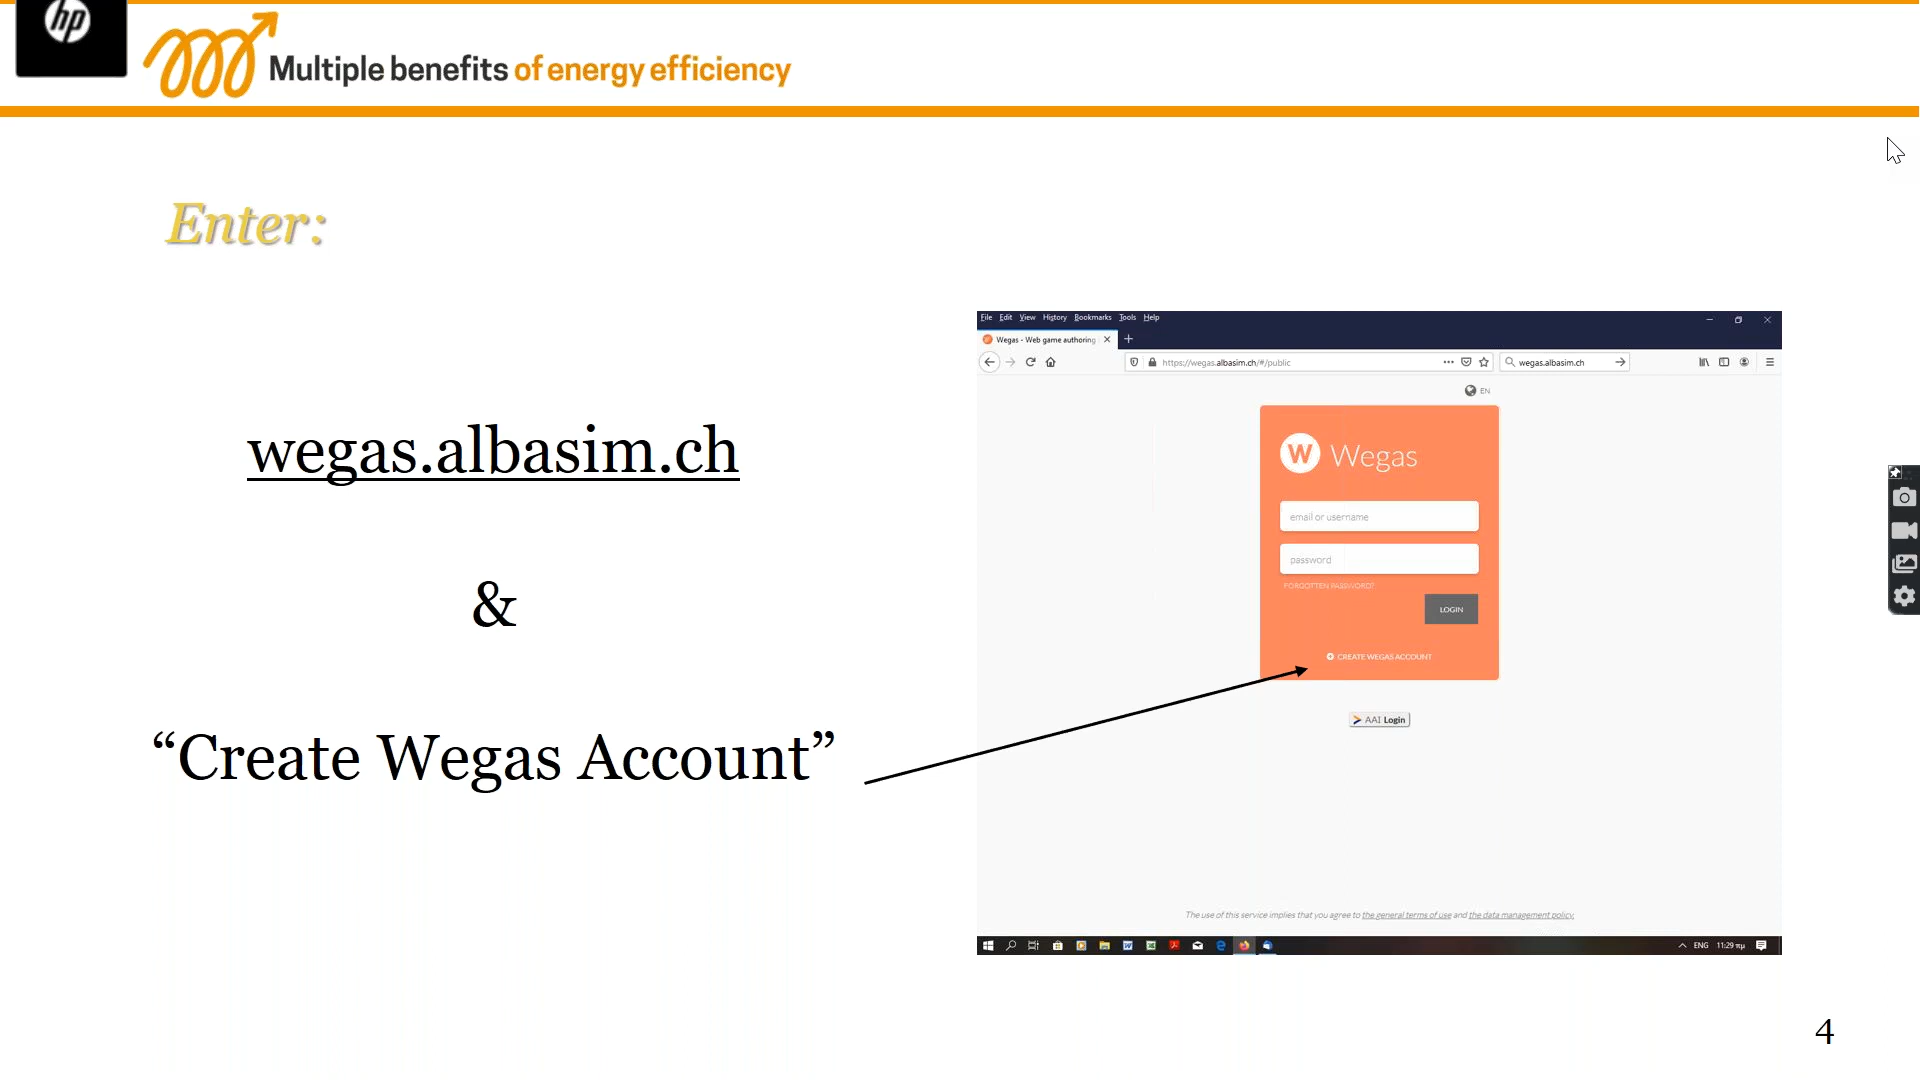 hp
Multiple benefits of energy efficiency
Enter:
wegas.albasim.ch
&
“Create Wegas Account”
File Edit View History Bookmarks Tools Help
Wegas - Web game authoring
https://wegas.albasim.ch/#/public
wegas.albasim.ch
EN
W Wegas
email or username
password
FORGOTTEN PASSWORD?
LOGIN
CREATE WEGAS ACCOUNT
AAI Login
The use of this service implies that you agree to the general terms of use and the data management policy.
ENG 11:29 πμ
4